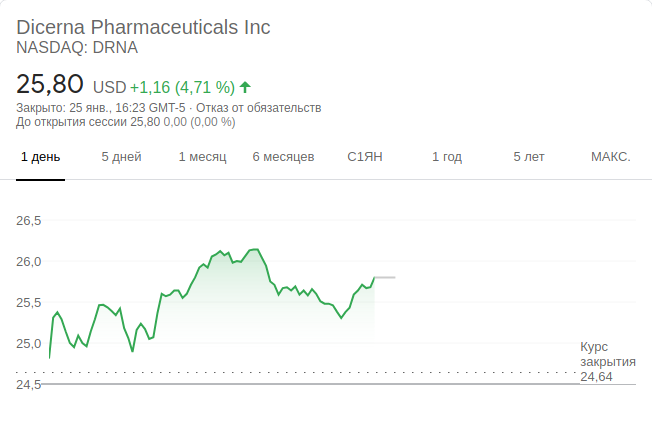 Dicerna Pharmaceuticals Inc
NASDAQ: DRNA
25,80 USD +1,16 (4,71 %)
Закрыто: 25 янв., 16:23 GMT-5 · Отказ от обязательств
До открытия сессии 25,80 0,00 (0,00 %)
1 день 5 дней 1 месяц 6 месяцев С1ЯН 1 год 5 лет МАКС.
26,5
26,0
25,5
25,0
Курс
закрытия
24,64
24,5